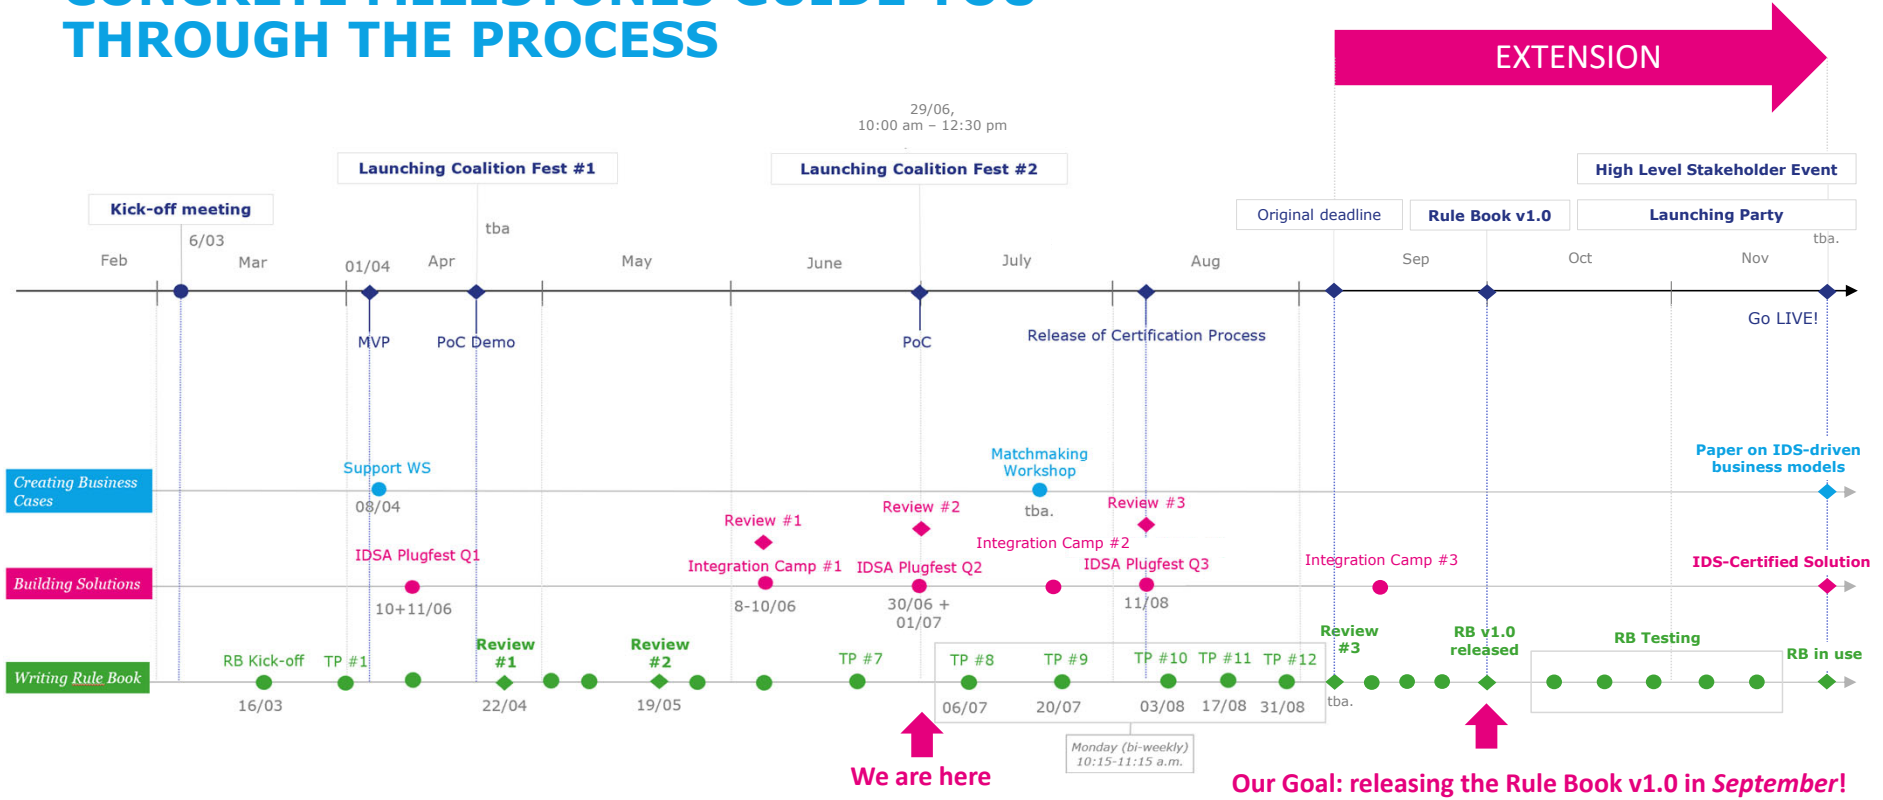 CONCRETE MILESTONES GUIDE YOU
THROUGH THE PROCESS
EXTENSION
29/06,
10:00 am – 12:30 pm
Launching Coalition Fest #1
Launching Coalition Fest #2
High Level Stakeholder Event
Kick-off meeting
Original deadline
Rule Book v1.0
Launching Party
6/03
tba
tba.
Feb
Mar
01/04
Apr
May
June
July
Aug
Sep
Oct
Nov
MVP
PoC Demo
PoC
Release of Certification Process
Go LIVE!
Creating Business
Cases
Support WS
08/04
Matchmaking
Workshop
tba.
Paper on IDS-driven
business models
Building Solutions
IDSA Plugfest Q1
10+11/06
Review #1
Integration Camp #1
8-10/06
Review #2
IDSA Plugfest Q2
30/06 +
01/07
Integration Camp #2
Review #3
IDSA Plugfest Q3
11/08
Integration Camp #3
IDS-Certified Solution
Writing Rule Book
RB Kick-off
16/03
TP #1
Review
#1
22/04
Review
#2
19/05
TP #7
TP #8
06/07
TP #9
20/07
TP #10
03/08
TP #11
17/08
TP #12
31/08
Review
#3
tba.
RB v1.0
released
RB Testing
RB in use
Monday (bi-weekly)
10:15-11:15 a.m.
We are here
Our Goal: releasing the Rule Book v1.0 in September!